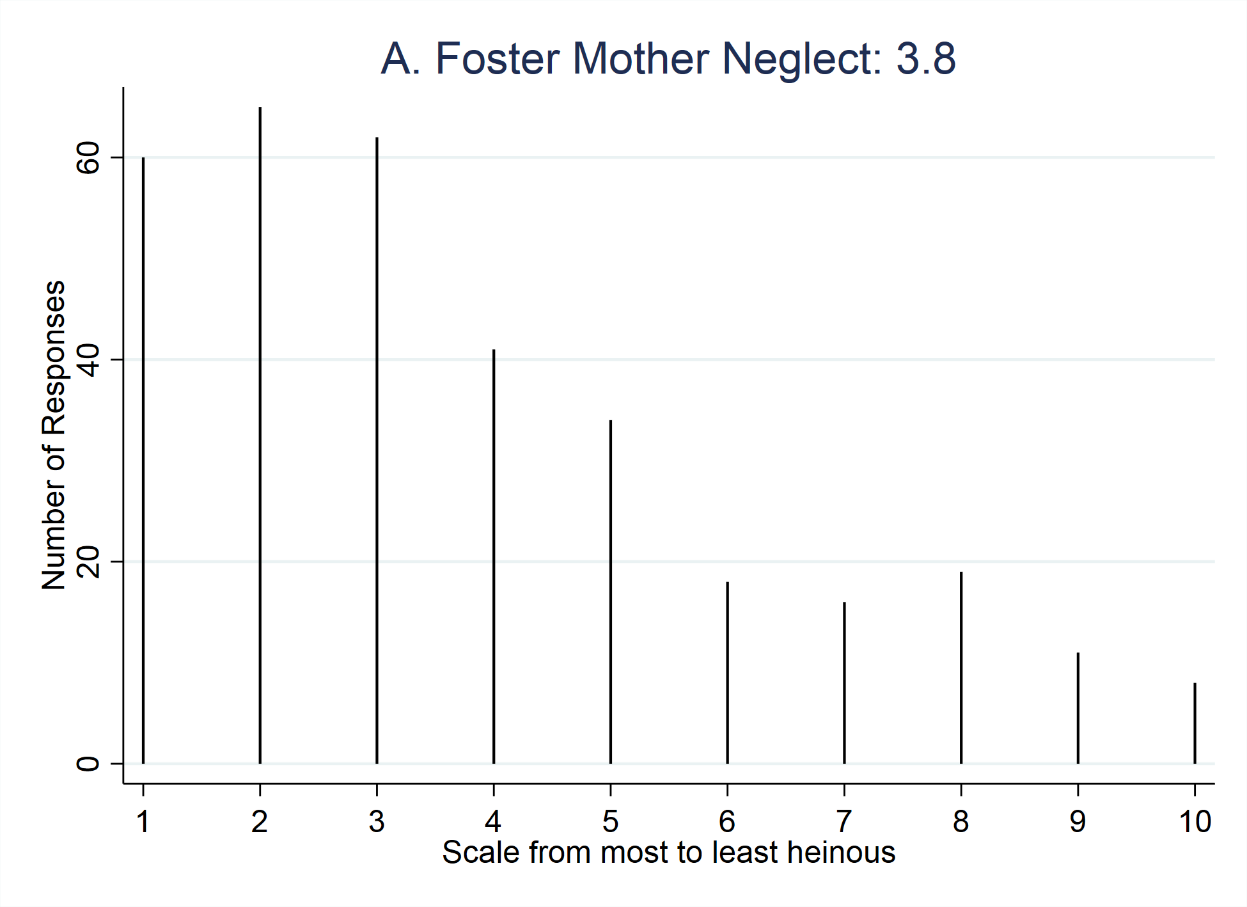 A. Foster Mother Neglect: 3.8
Number of Responses
60
40
20
0
1 2 3 4 5 6 7 8 9 10
Scale from most to least heinous